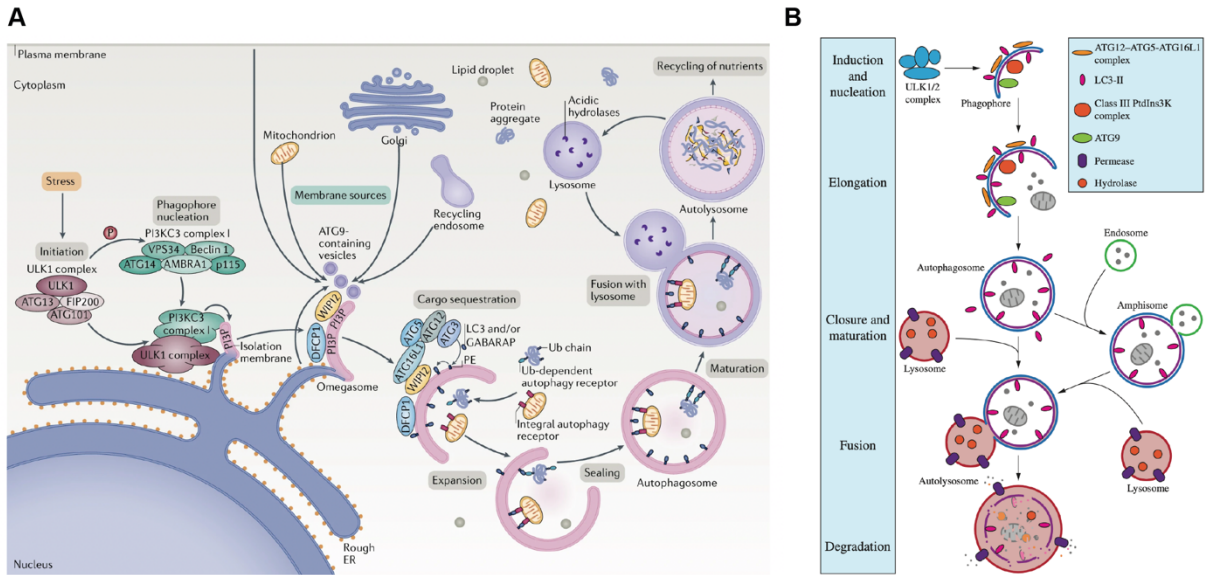 A
Plasma membrane
Cytoplasm
Stress
Initiation
ULK1 complex
ULK1
ATG13
FIP200
ATG101
P
Phagophore
nucleation
PI3KC3 complex I
VPS34
Beclin 1
ATG14
AMBRA1
p115
PI3KC3
complex I
ULK1 complex
PI3P
Isolation
membrane
Mitochondrion
Golgi
Membrane sources
Recycling
endosome
ATG9-
containing
vesicles
WIPI2
DFCP1
PI3P
PI3P
Omegasome
Cargo sequestration
ATG5
ATG12
ATG3
ATG16L
WIPI2
DFCP1
LC3 and/or
GABARAP
PE
Ub chain
Ub-dependent
autophagy receptor
Integral autophagy
receptor
Expansion
Sealing
Autophagosome
Maturation
Fusion with
lysosome
Autolysosome
Recycling of nutrients
Lysosome
Acidic
hydrolases
Lipid droplet
Protein
aggregate
Rough
ER
Nucleus
B
Induction
and
nucleation
Elongation
Closure and
maturation
Fusion
Degradation
ULK1/2
complex
Phagophore
ATG12–ATG5-ATG16L1
complex
LC3-II
Class III PtdIns3K
complex
ATG9
Permease
Hydrolase
Autophagosome
Endosome
Amphisome
Lysosome
Lysosome
Autolysosome